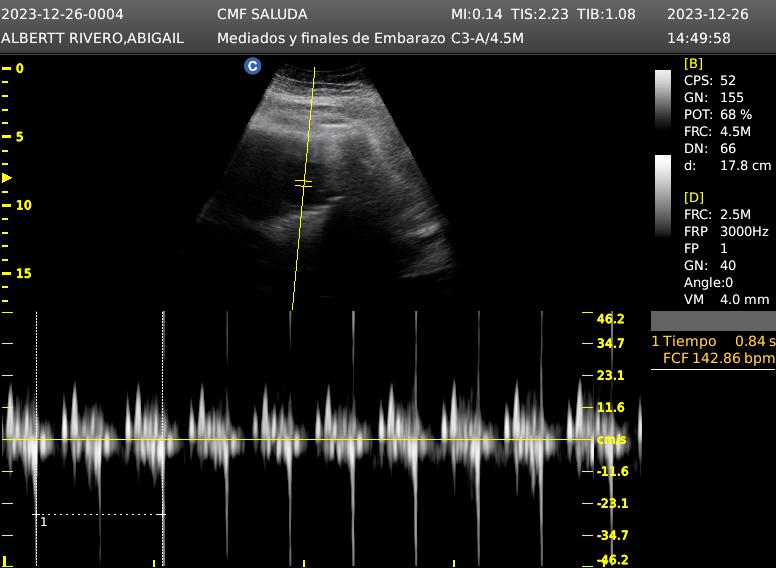 2023-12-26-0004 CMF SALUDA MI:0.14 TIS:2.23 TIB:1.08 2023-12-26
ALBERTT RIVERO,ABIGAIL Mediados y finales de Embarazo C3-A/4.5M 14:49:58
C
0
5
10
15
[B]
CPS: 52
GN: 155
POT: 68 %
FRC: 4.5M
DN: 66
d: 17.8 cm
[D]
FRC: 2.5M
FRP 3000Hz
FP 1
GN: 40
Angle:0
VM 4.0 mm
1 Tiempo 0.84 s
FCF 142.86 bpm
46.2
34.7
23.1
11.6
cm/s
-11.6
-23.1
-34.7
-46.2
1